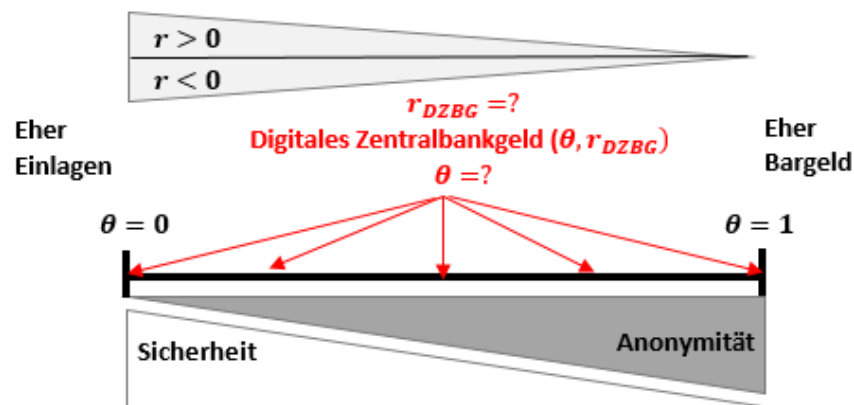 r > 0
r < 0
r_DZBG =?
Eher
Einlagen
Digitales Zentralbankgeld (θ, r_DZBG)
Eher
Bargeld
θ =?
θ = 0
θ = 1
Sicherheit
Anonymität